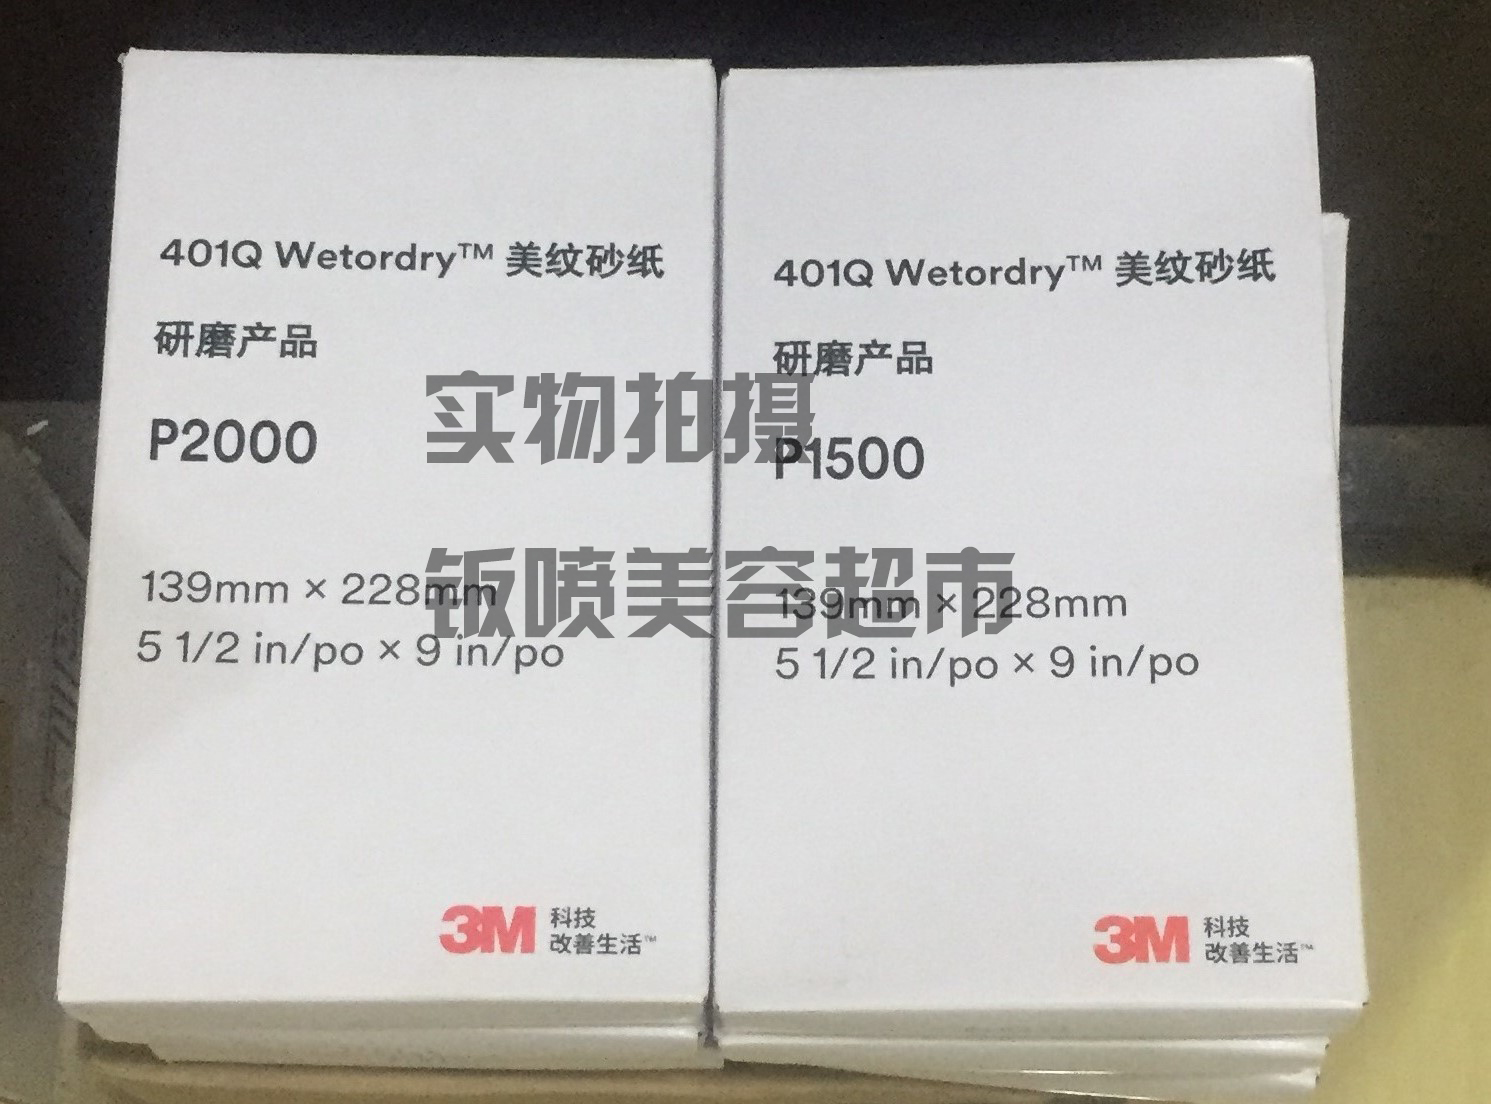 401Q Wetordry™ 美纹砂纸
研磨产品
P2000
139mm × 228mm
5 1/2 in/po × 9 in/po
3M 科技
改善生活™
401Q Wetordry™ 美纹砂纸
研磨产品
P1500
139mm × 228mm
5 1/2 in/po × 9 in/po
3M 科技
改善生活™
实物拍摄
钣喷美容超市